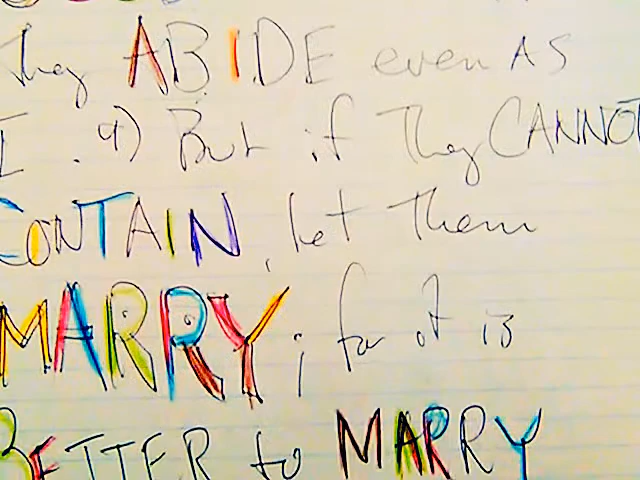 They ABIDE even AS
I .9) But if They CANNOT
CONTAIN, let Them
MARRY; for it is
BETTER to MARRY